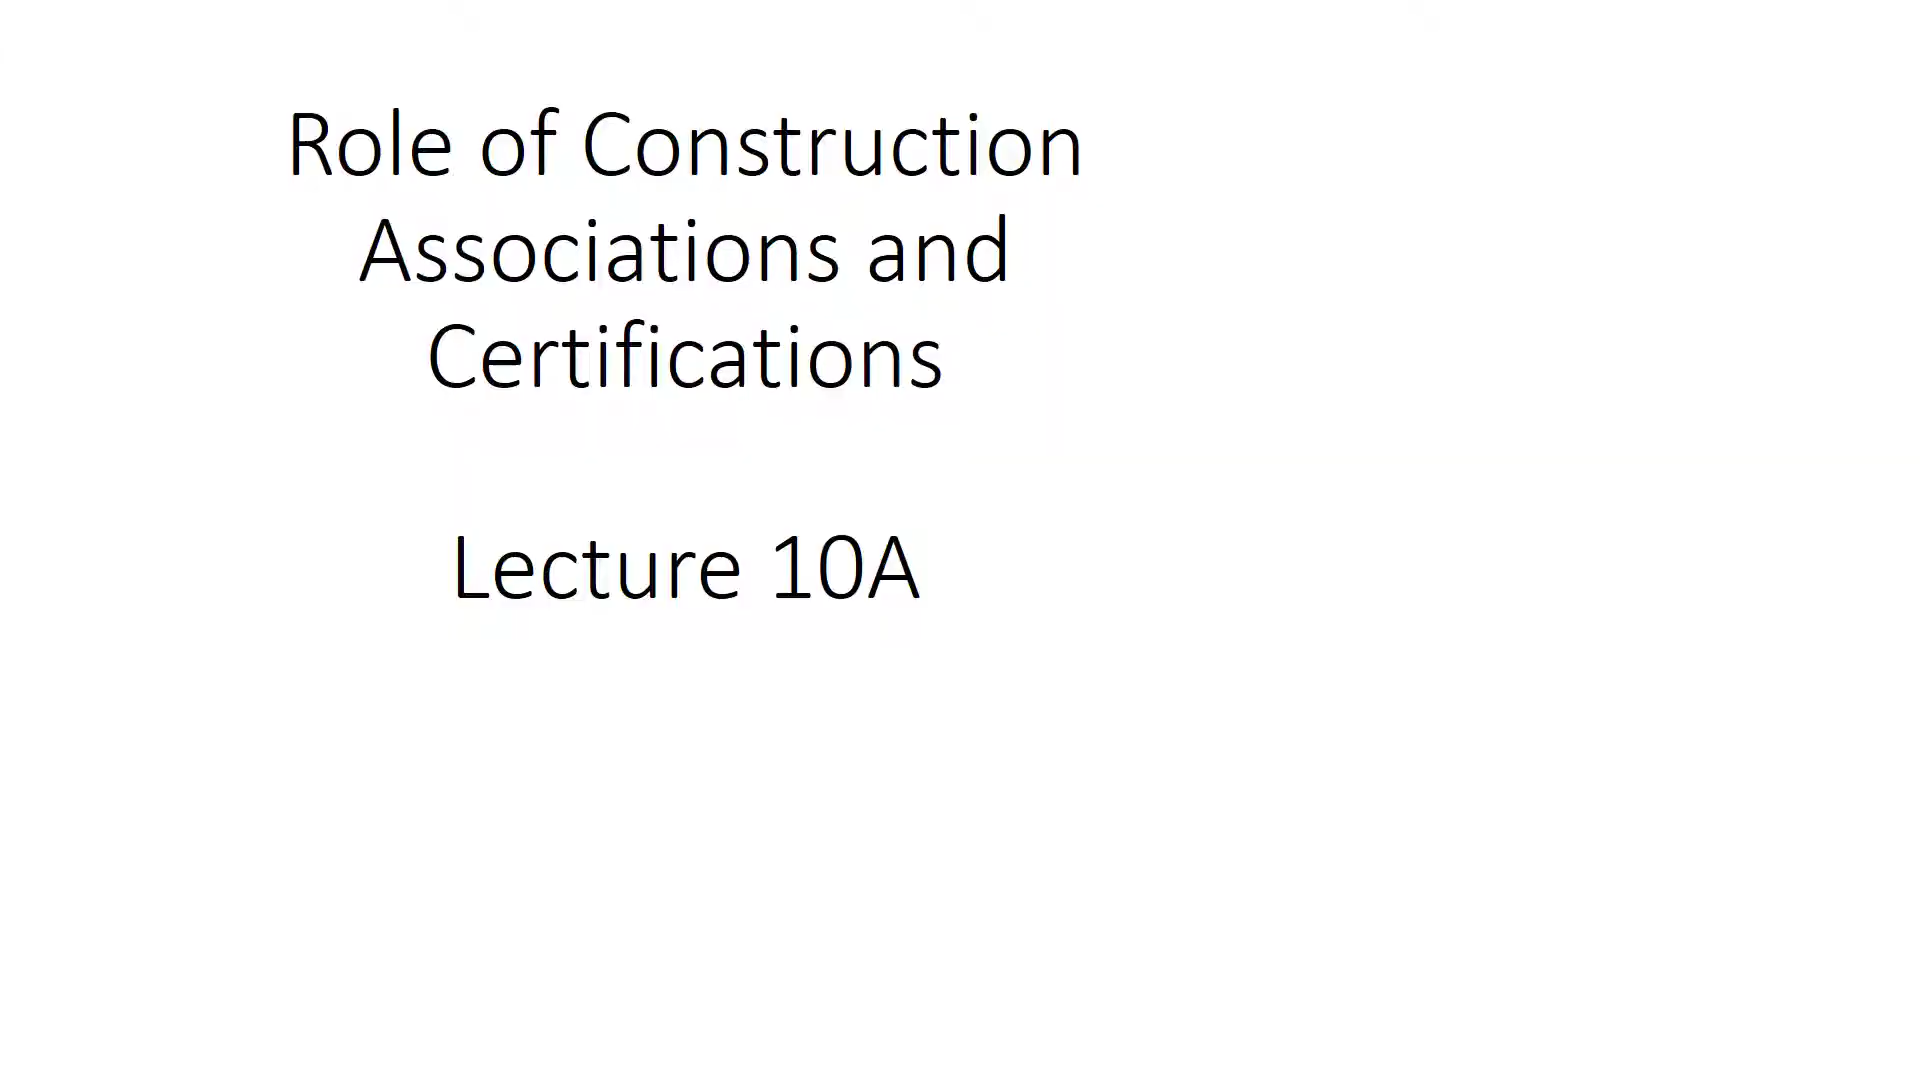 Role of Construction
Associations and
Certifications
Lecture 10A